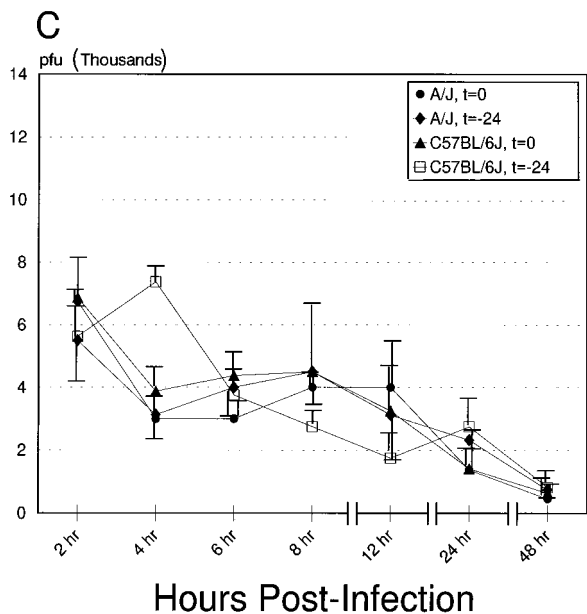 C
pfu (Thousands)
14
12
10
8
6
4
2
0
A/J, t=0
A/J, t=-24
C57BL/6J, t=0
C57BL/6J, t=-24
2 hr
4 hr
6 hr
8 hr
12 hr
24 hr
48 hr
Hours Post-Infection